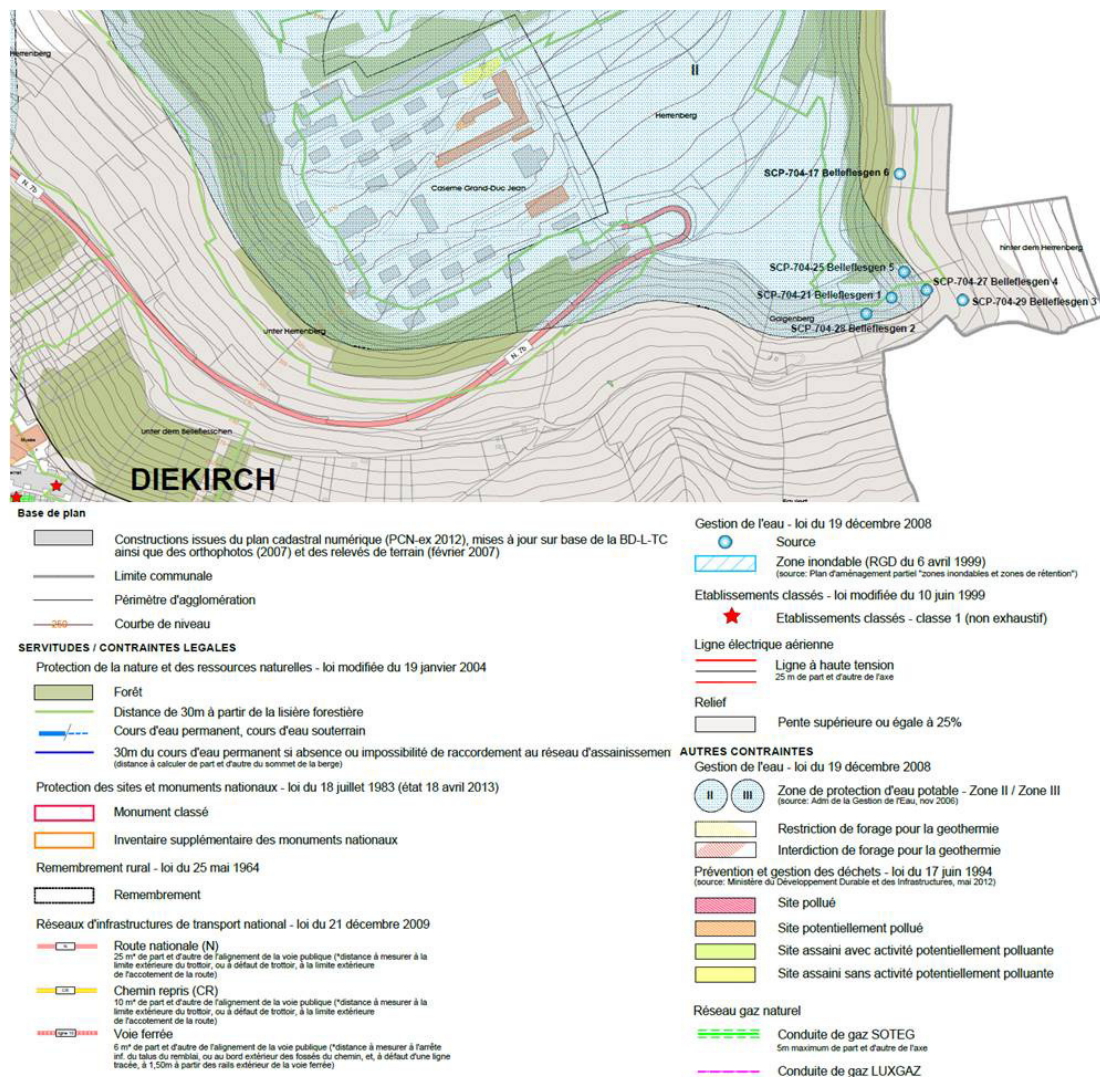 Herrenberg
II
Herrenberg
SCP-704-17 Belleflesgen 6
N. 7b
Caserne Grand-Duc Jean
hinter dem Herrenberg
SCP-704-25 Belleflesgen 5
SCP-704-27 Belleflesgen 4
SCP-704-21 Belleflesgen 1
SCP-704-29 Belleflesgen 3
Galgenberg
SCP-704-28 Belleflesgen 2
unter Herrenberg
N. 7b
unter dem Belleflesschen
Musée
DIEKIRCH
Base de plan
Constructions issues du plan cadastral numérique (PCN-ex 2012), mises à jour sur base de la BD-L-TC
ainsi que des orthophotos (2007) et des relevés de terrain (février 2007)
Limite communale
Périmètre d'agglomération
250
Courbe de niveau
SERVITUDES / CONTRAINTES LEGALES
Protection de la nature et des ressources naturelles - loi modifiée du 19 janvier 2004
Forêt
Distance de 30m à partir de la lisière forestière
Cours d'eau permanent, cours d'eau souterrain
30m du cours d'eau permanent si absence ou impossibilité de raccordement au réseau d'assainissemen
(distance à calculer de part et d'autre du sommet de la berge)
Protection des sites et monuments nationaux - loi du 18 juillet 1983 (état 18 avril 2013)
Monument classé
Inventaire supplémentaire des monuments nationaux
Remembrement rural - loi du 25 mai 1964
Remembrement
Réseaux d'infrastructures de transport national - loi du 21 décembre 2009
N
Route nationale (N)
25 m* de part et d'autre de l'alignement de la voie publique (*distance à mesurer à la
limite extérieure du trottoir, ou à défaut de trottoir, à la limite extérieure
de l'accotement de la route)
CR
Chemin repris (CR)
10 m* de part et d'autre de l'alignement de la voie publique (*distance à mesurer à la
limite extérieure du trottoir, ou à défaut de trottoir, à la limite extérieure
de l'accotement de la route)
Voie ferrée
6 m* de part et d'autre de l'alignement de la voie publique (*distance à mesurer à l'arrête
inf. du talus du remblai, ou au bord extérieur des fossés du chemin, et, à défaut d'une ligne
tracée, à 1,50m à partir des rails extérieur de la voie ferrée)
Gestion de l'eau - loi du 19 décembre 2008
Source
Zone inondable (RGD du 6 avril 1999)
(source: Plan d'aménagement partiel "zones inondables et zones de rétention")
Etablissements classés - loi modifiée du 10 juin 1999
Etablissements classés - classe 1 (non exhaustif)
Ligne électrique aérienne
Ligne à haute tension
25 m de part et d'autre de l'axe
Relief
Pente supérieure ou égale à 25%
AUTRES CONTRAINTES
Gestion de l'eau - loi du 19 décembre 2008
II III
Zone de protection d'eau potable - Zone II / Zone III
(source: Adm de la Gestion de l'Eau, nov 2006)
Restriction de forage pour la geothermie
Interdiction de forage pour la geothermie
Prévention et gestion des déchets - loi du 17 juin 1994
(source: Ministère du Développement Durable et des Infrastructures, mai 2012)
Site pollué
Site potentiellement pollué
Site assaini avec activité potentiellement polluante
Site assaini sans activité potentiellement polluante
Réseau gaz naturel
Conduite de gaz SOTEG
5m maximum de part et d'autre de l'axe
Conduite de gaz LUXGAZ